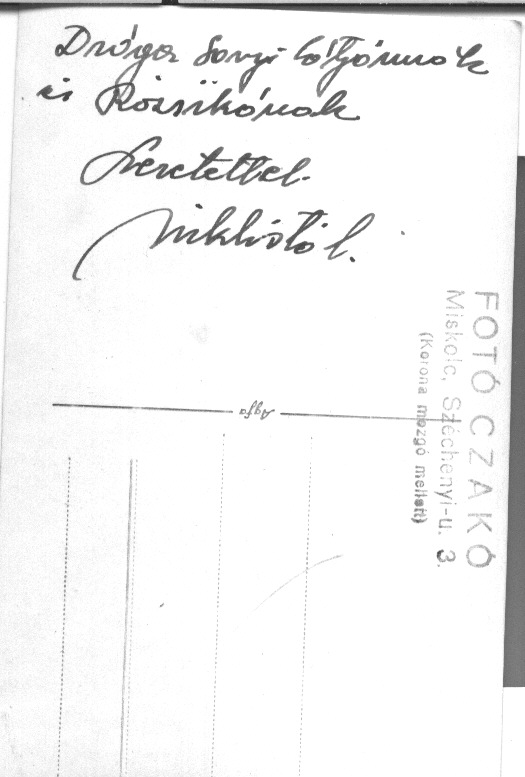 Drága Sanyi bátyámnak
és Rózsikának
Szeretettel
Miklóstól.
FOTÓ CZAKÓ
Miskolc, Széchenyi-u. 3.
(Korona mozgó mellett)
Agfa